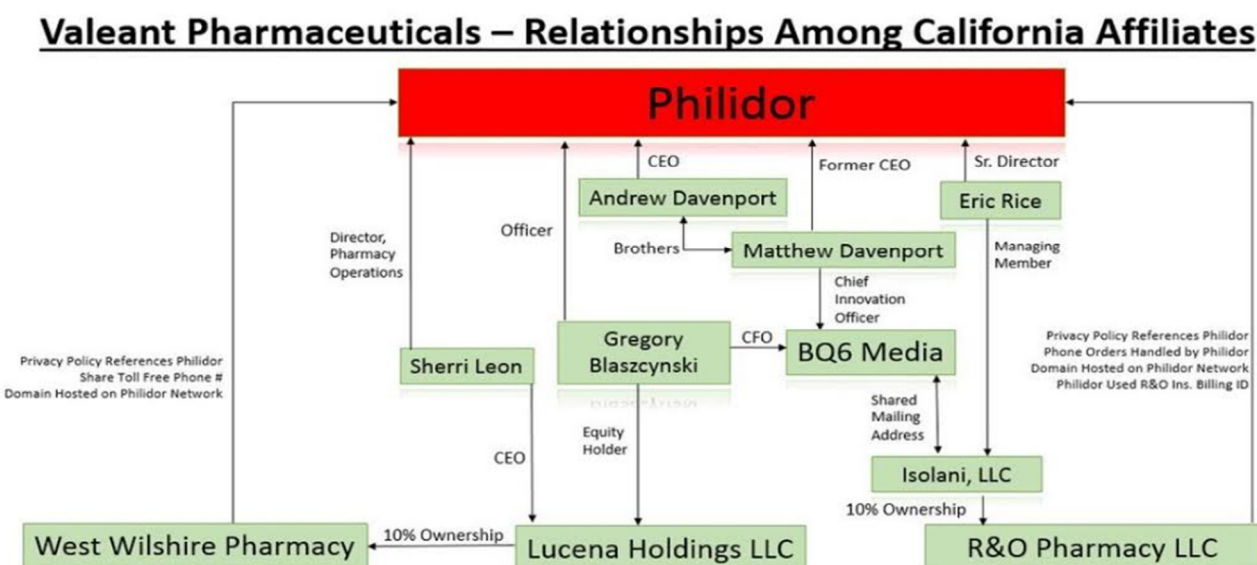 Valeant Pharmaceuticals – Relationships Among California Affiliates
Philidor
CEO
Former CEO
Sr. Director
Andrew Davenport
Eric Rice
Officer
Director,
Pharmacy
Operations
Brothers
Matthew Davenport
Managing
Member
Chief
Innovation
Officer
Gregory
Blaszcynski
CFO
BQ6 Media
Sherri Leon
Privacy Policy References Philidor
Share Toll Free Phone #
Domain Hosted on Philidor Network
Privacy Policy References Philidor
Phone Orders Handled by Philidor
Domain Hosted on Philidor Network
Philidor Used R&O Ins. Billing ID
Shared
Mailing
Address
Equity
Holder
CEO
Isolani, LLC
10% Ownership
West Wilshire Pharmacy
10% Ownership
Lucena Holdings LLC
R&O Pharmacy LLC